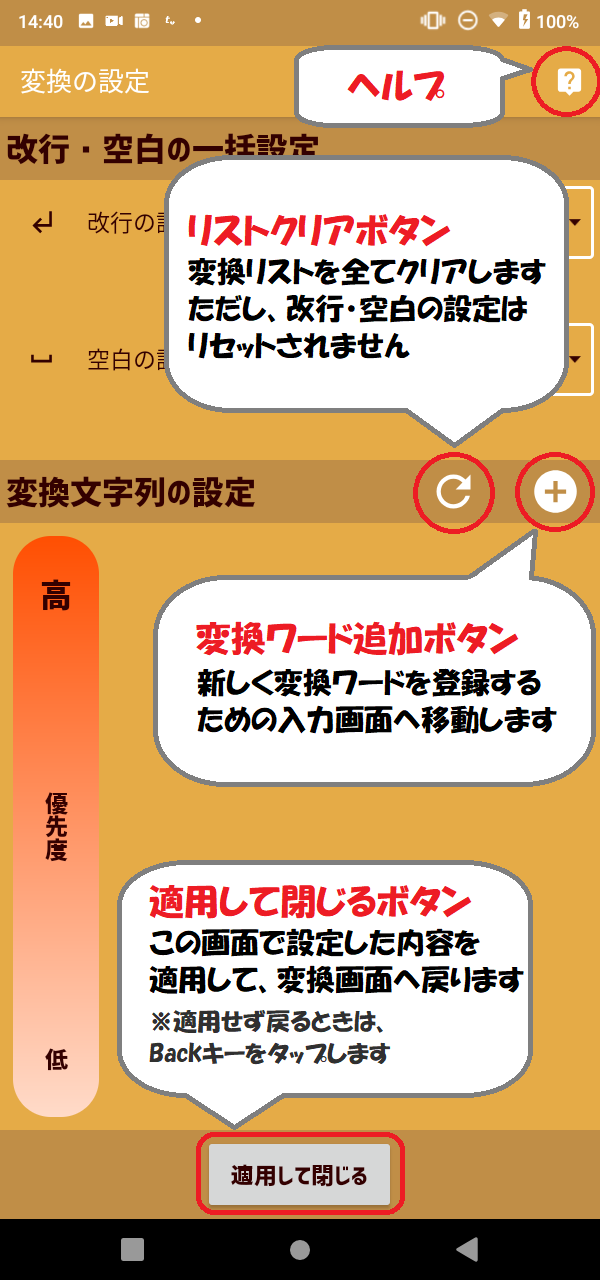 14:40
100%
変換の設定
ヘルプ
改行・空白の一括設定
改行の
リストクリアボタン
変換リストを全てクリアします
ただし、改行・空白の設定は
リセットされません
空白の
変換文字列の設定
高
変換ワード追加ボタン
新しく変換ワードを登録する
ための入力画面へ移動します
優先度
適用して閉じるボタン
この画面で設定した内容を
適用して、変換画面へ戻ります
※適用せず戻るときは、
Backキーをタップします
低
適用して閉じる